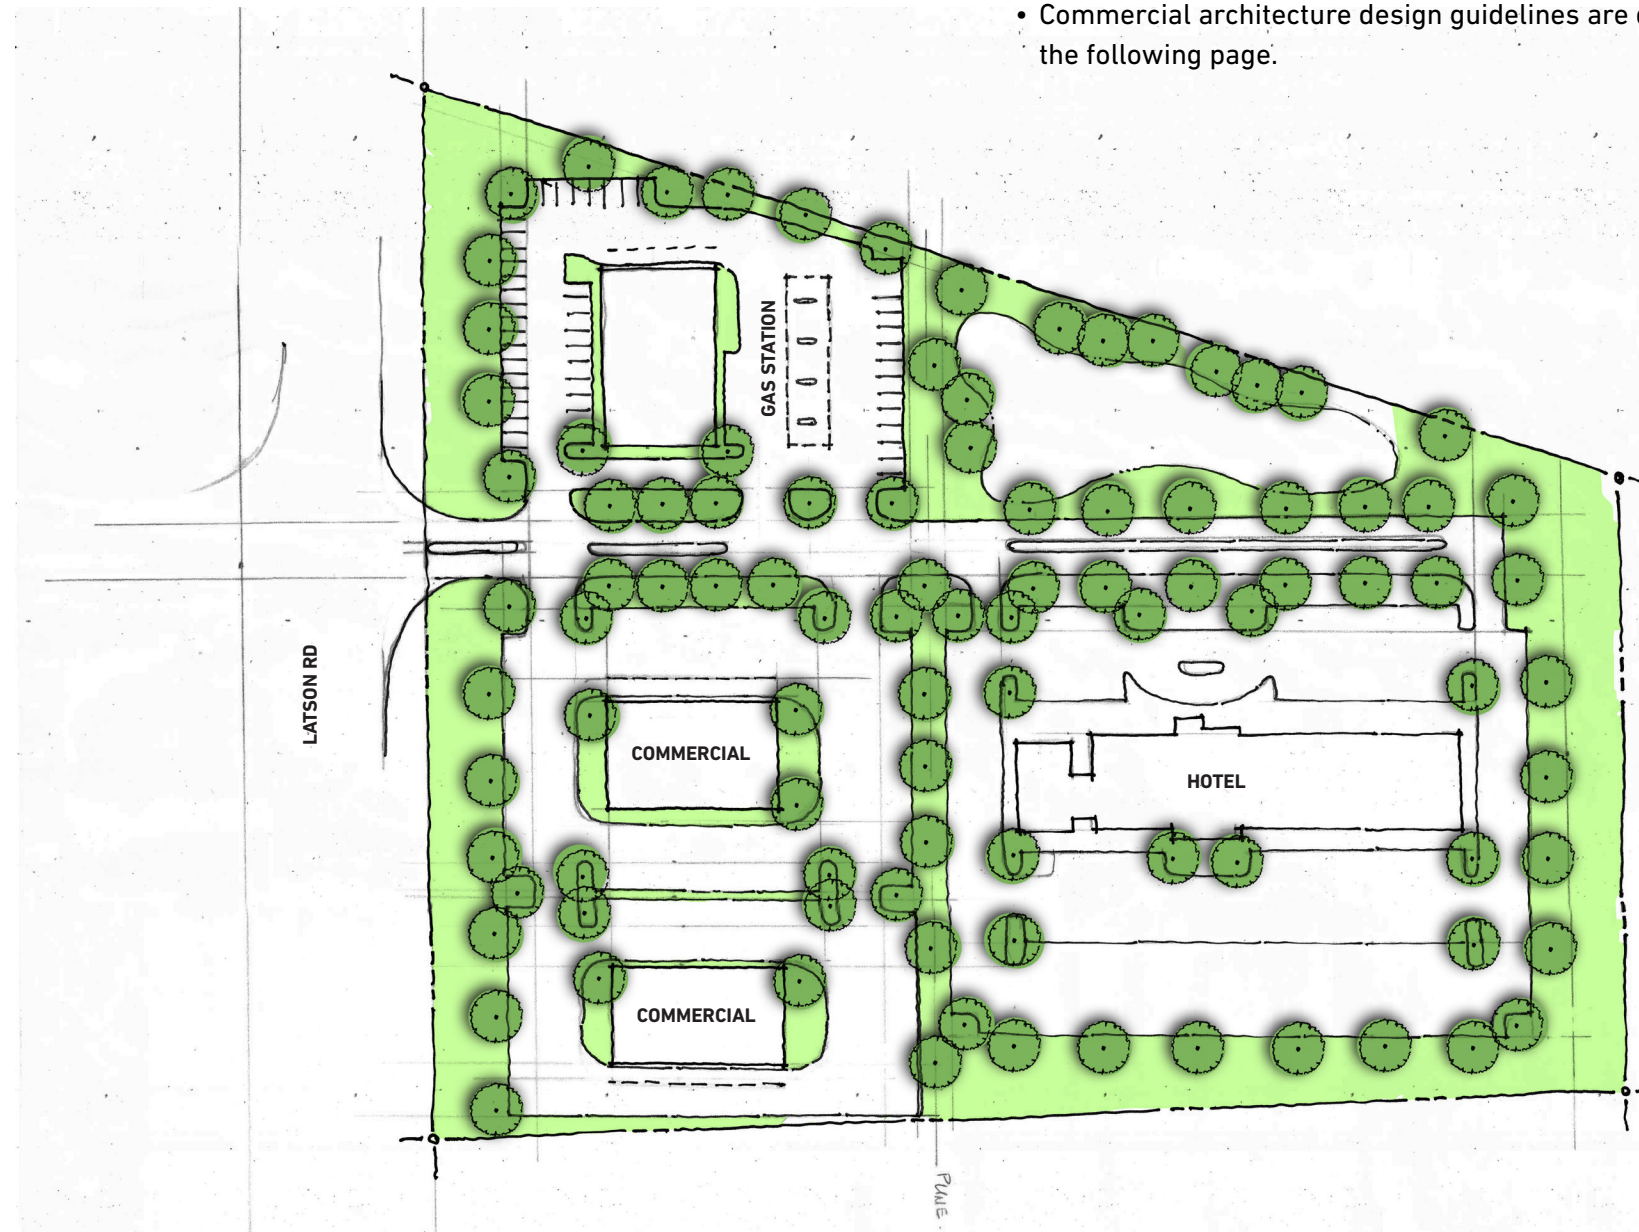 • Commercial architecture design guidelines are
the following page.
GAS STATION
LATSON RD
COMMERCIAL
HOTEL
COMMERCIAL